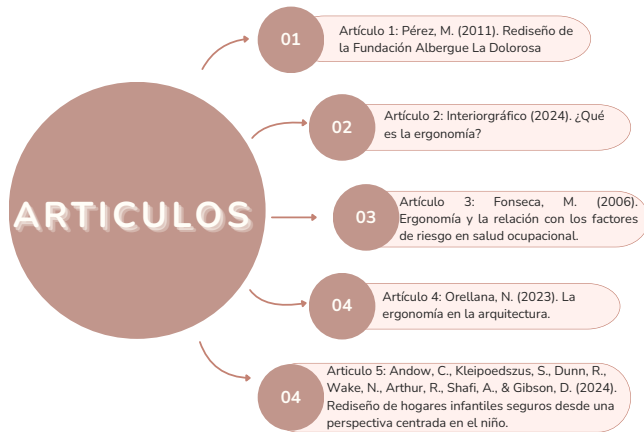 ARTICULOS
01
Artículo 1: Pérez, M. (2011). Rediseño de
la Fundación Albergue La Dolorosa
02
Artículo 2: Interiorgráfico (2024). ¿Qué
es la ergonomía?
03
Artículo 3: Fonseca, M. (2006).
Ergonomía y la relación con los factores
de riesgo en salud ocupacional.
04
Artículo 4: Orellana, N. (2023). La
ergonomía en la arquitectura.
04
Articulo 5: Andow, C., Kleipoedszus, S., Dunn, R.,
Wake, N., Arthur, R., Shafi, A., & Gibson, D. (2024).
Rediseño de hogares infantiles seguros desde una
perspectiva centrada en el niño.